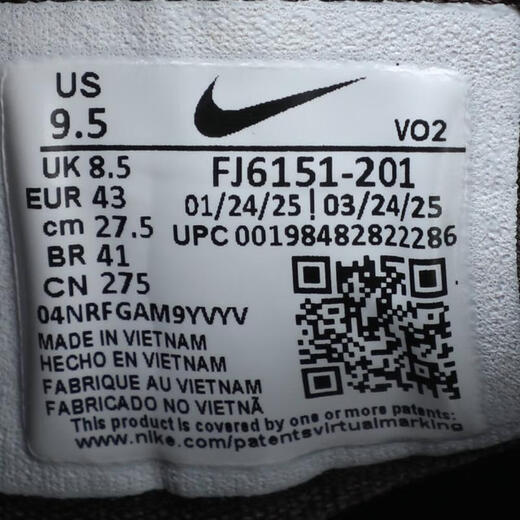 US
9.5
VO2
UK 8.5
FJ6151-201
EUR 43
01/24/25 | 03/24/25
cm 27.5
UPC 00198482822286
BR 41
CN 275
04NRFGAM9YVYV
MADE IN VIETNAM
HECHO EN VIETNAM
FABRIQUE AU VIETNAM
FABRICADO NO VIETNÃ
This product is covered by one or more patents:
www.nike.com/patentsvirtualmarking